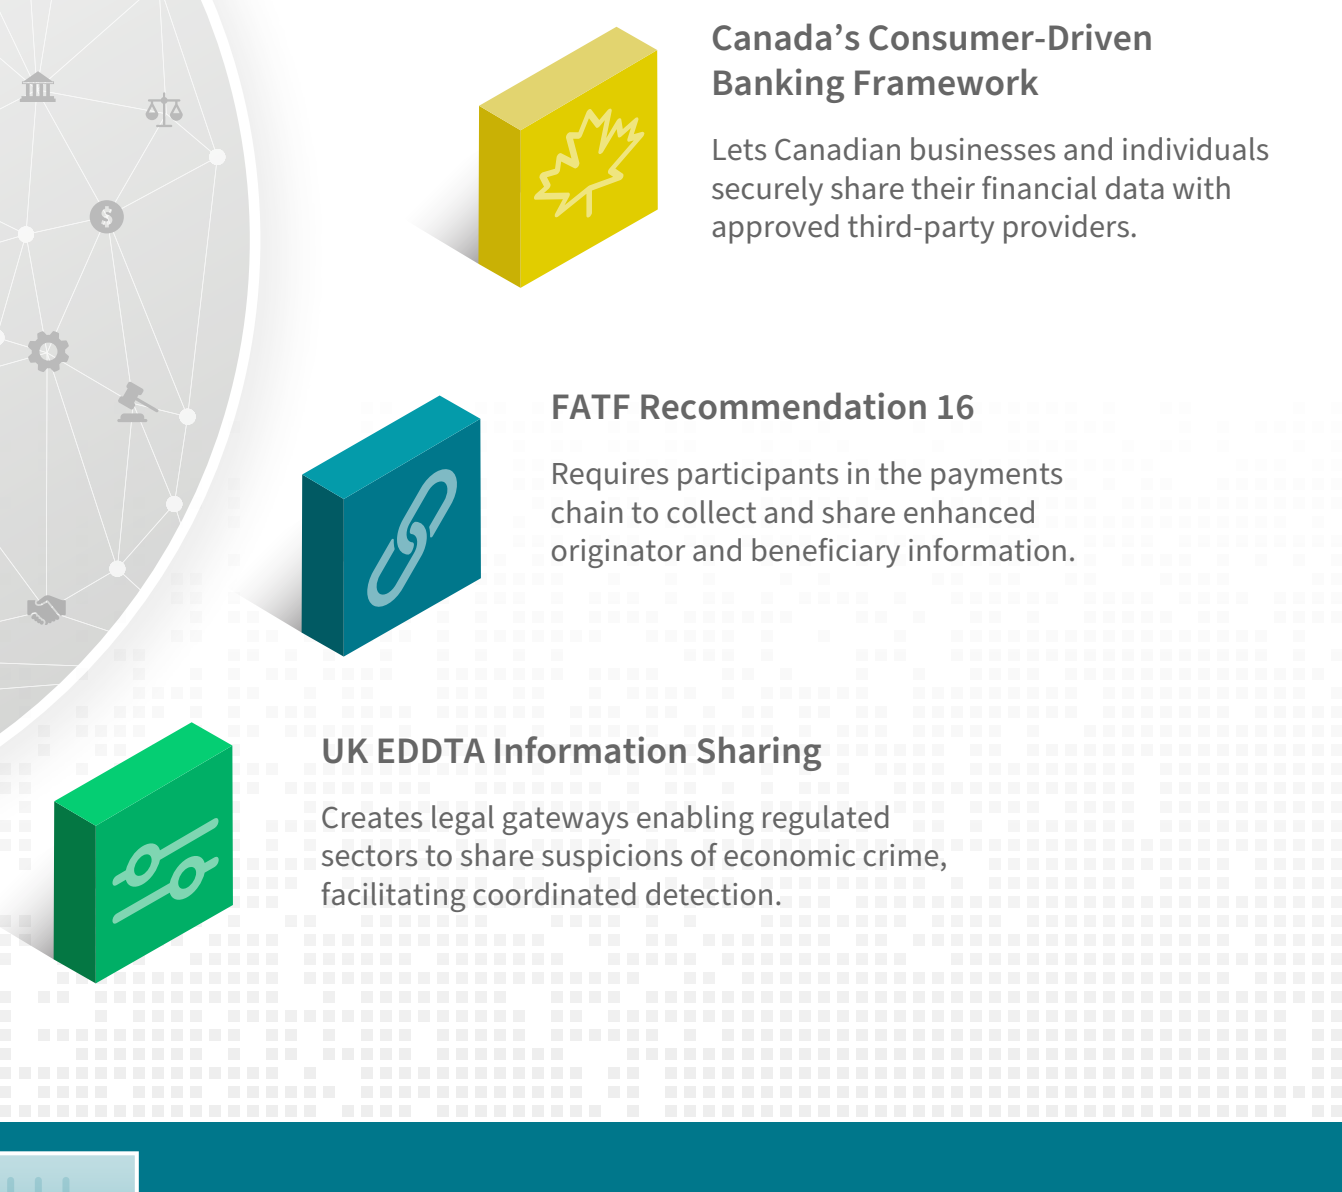 Canada’s Consumer-Driven
Banking Framework
Lets Canadian businesses and individuals
securely share their financial data with
approved third-party providers.
FATF Recommendation 16
Requires participants in the payments
chain to collect and share enhanced
originator and beneficiary information.
UK EDDTA Information Sharing
Creates legal gateways enabling regulated
sectors to share suspicions of economic crime,
facilitating coordinated detection.